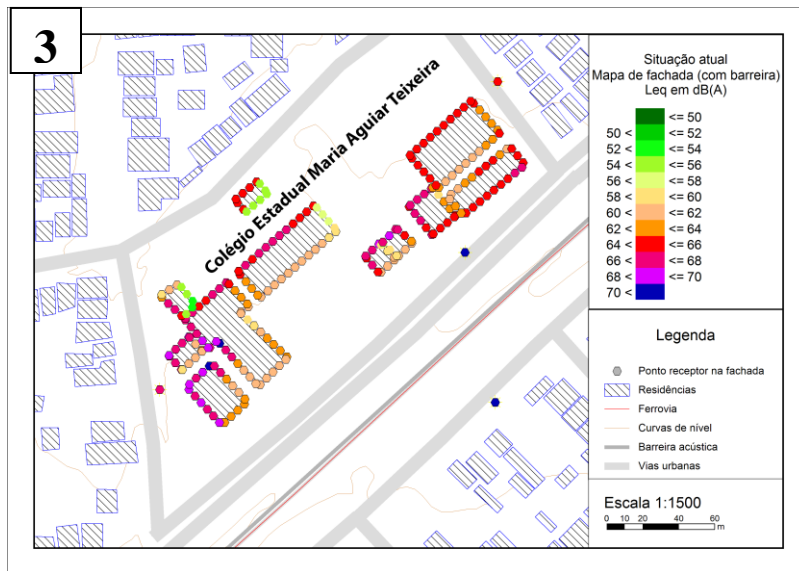 3
Colégio Estadual Maria Aguiar Teixeira
Situação atual
Mapa de fachada (com barreira)
Leq em dB(A)
<= 50
50 < <= 52
52 < <= 54
54 < <= 56
56 < <= 58
58 < <= 60
60 < <= 62
62 < <= 64
64 < <= 66
66 < <= 68
68 < <= 70
70 <
Legenda
Ponto receptor na fachada
Residências
Ferrovia
Curvas de nível
Barreira acústica
Vias urbanas
Escala 1:1500
0 10 20 40 60
m